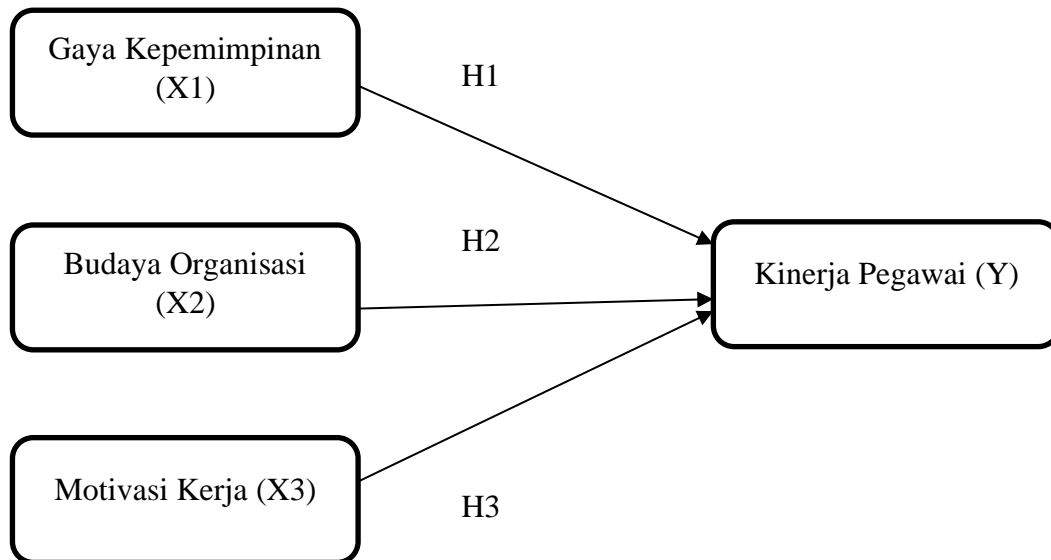 Gaya Kepemimpinan
(X1)
H1
Budaya Organisasi
(X2)
H2
Kinerja Pegawai (Y)
Motivasi Kerja (X3)
H3